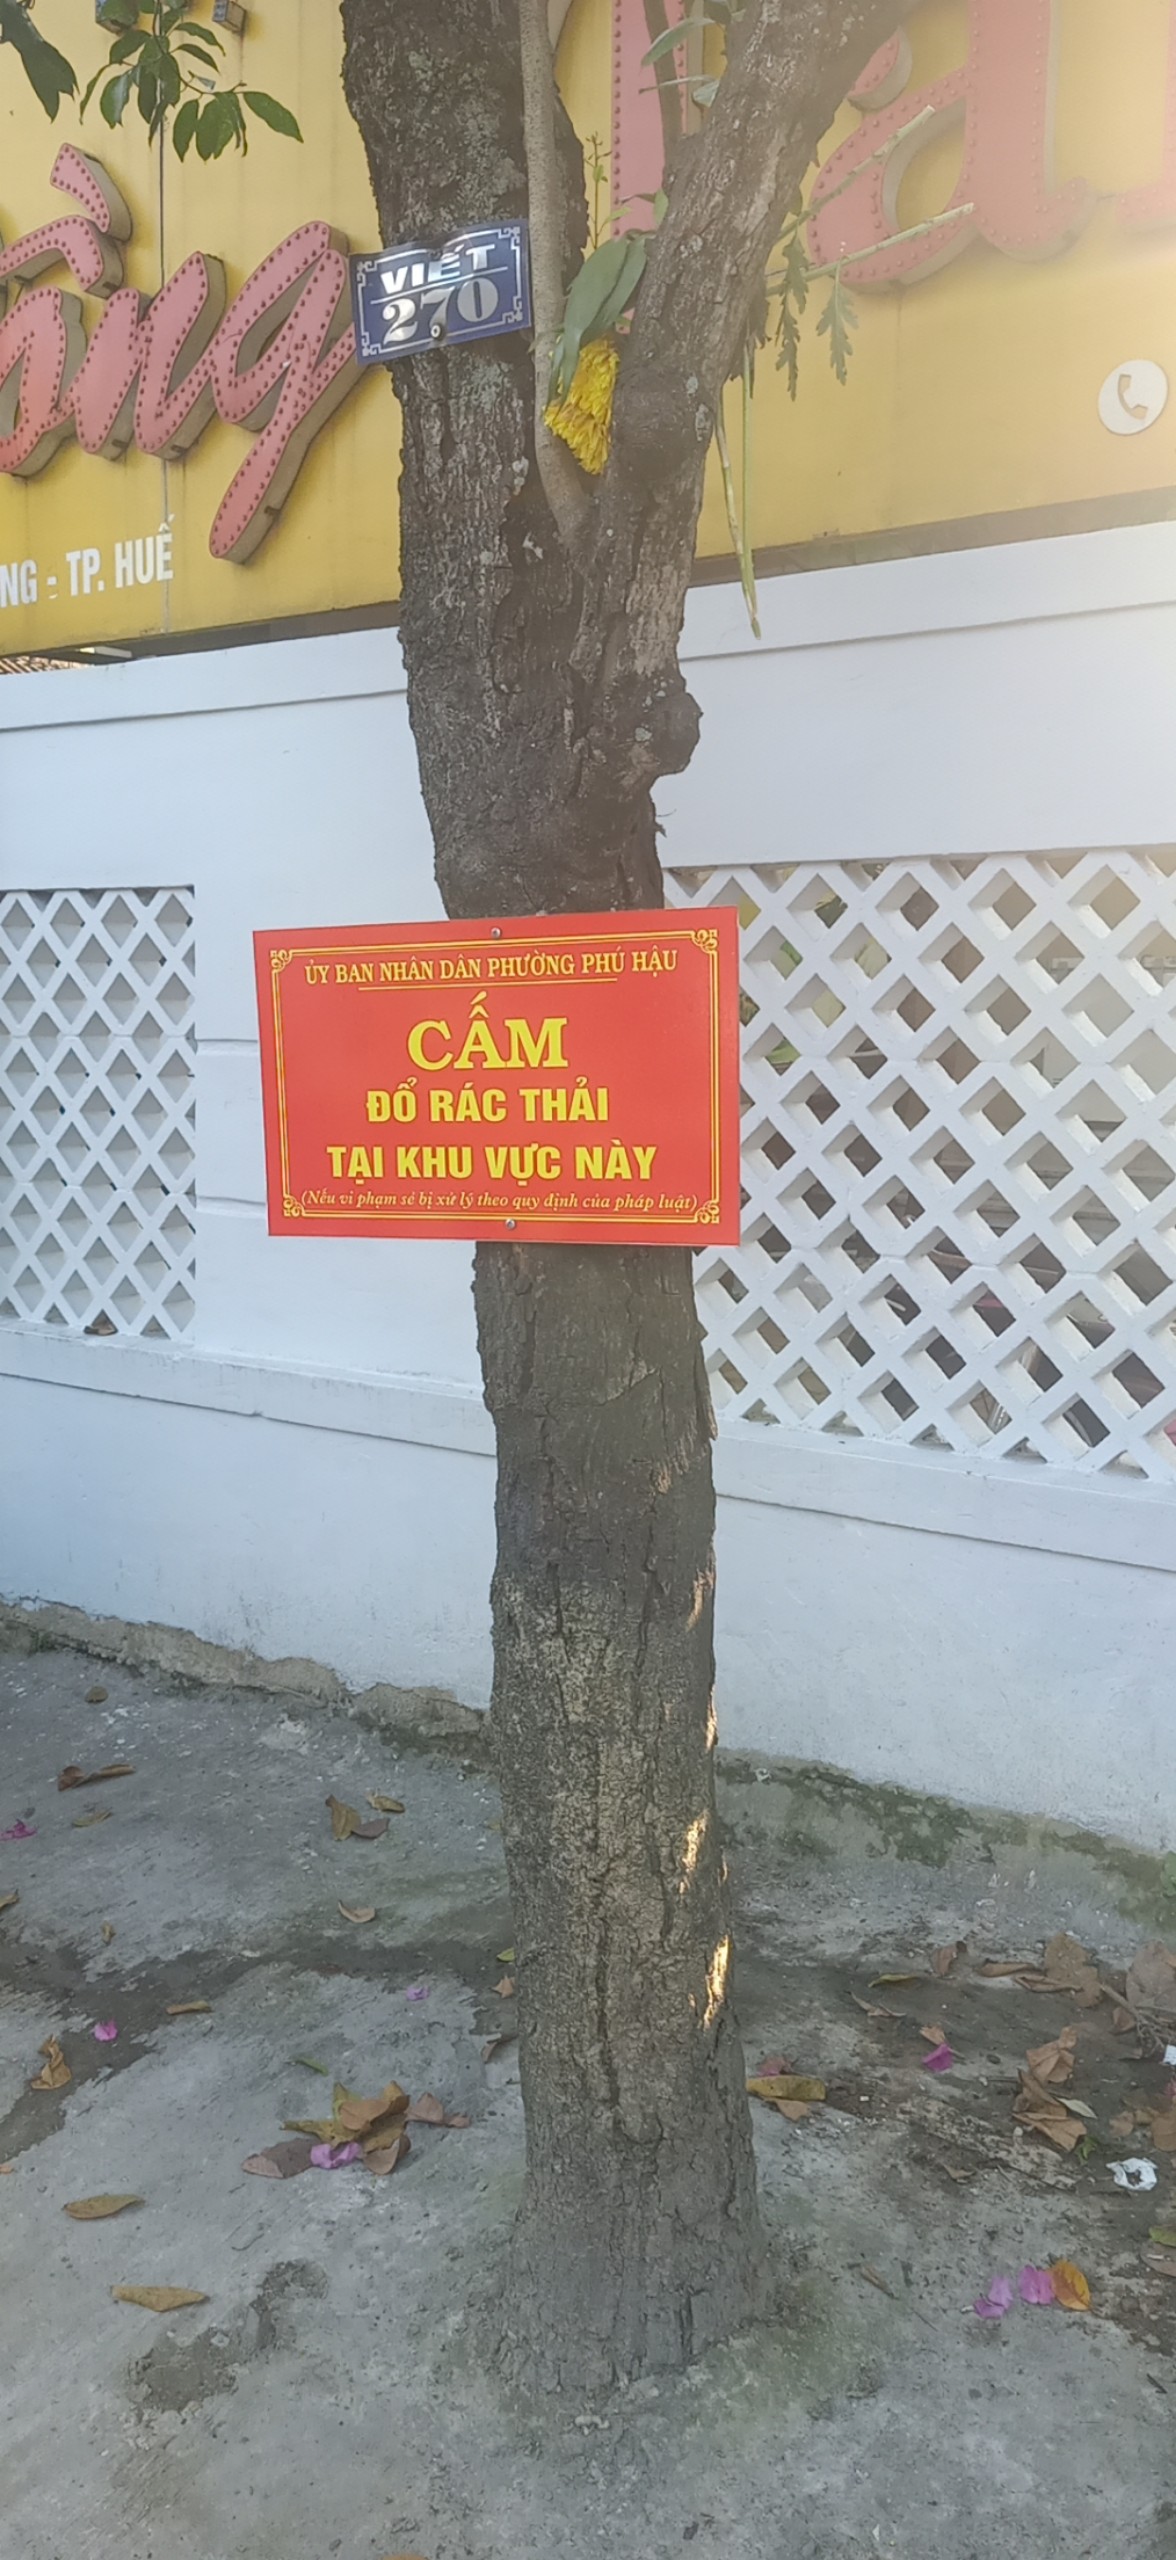 ồng
VIẾT
270
NG - TP. HUẾ
ỦY BAN NHÂN DÂN PHƯỜNG PHÚ HẬU
CẤM
ĐỔ RÁC THẢI
TẠI KHU VỰC NÀY
(Nếu vi phạm sẽ bị xử lý theo quy định của pháp luật)